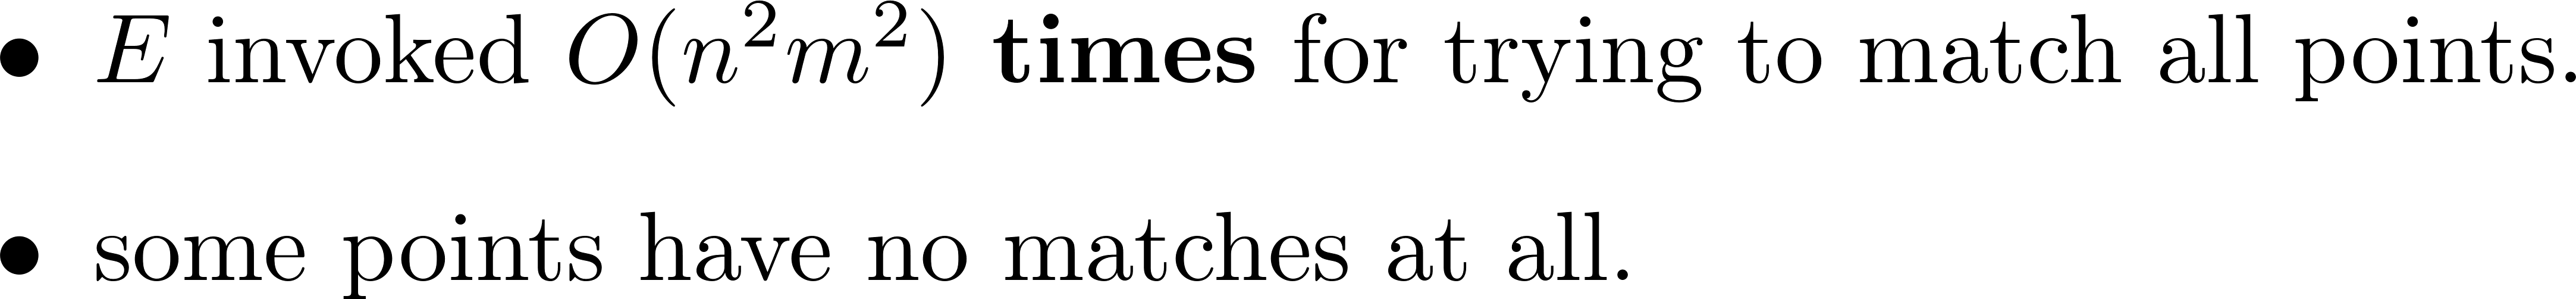 • E invoked O(n²m²) times for trying to match all points.
• some points have no matches at all.